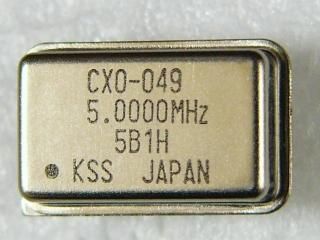 CXO-049
5.0000MHz
5B1H
KSS JAPAN